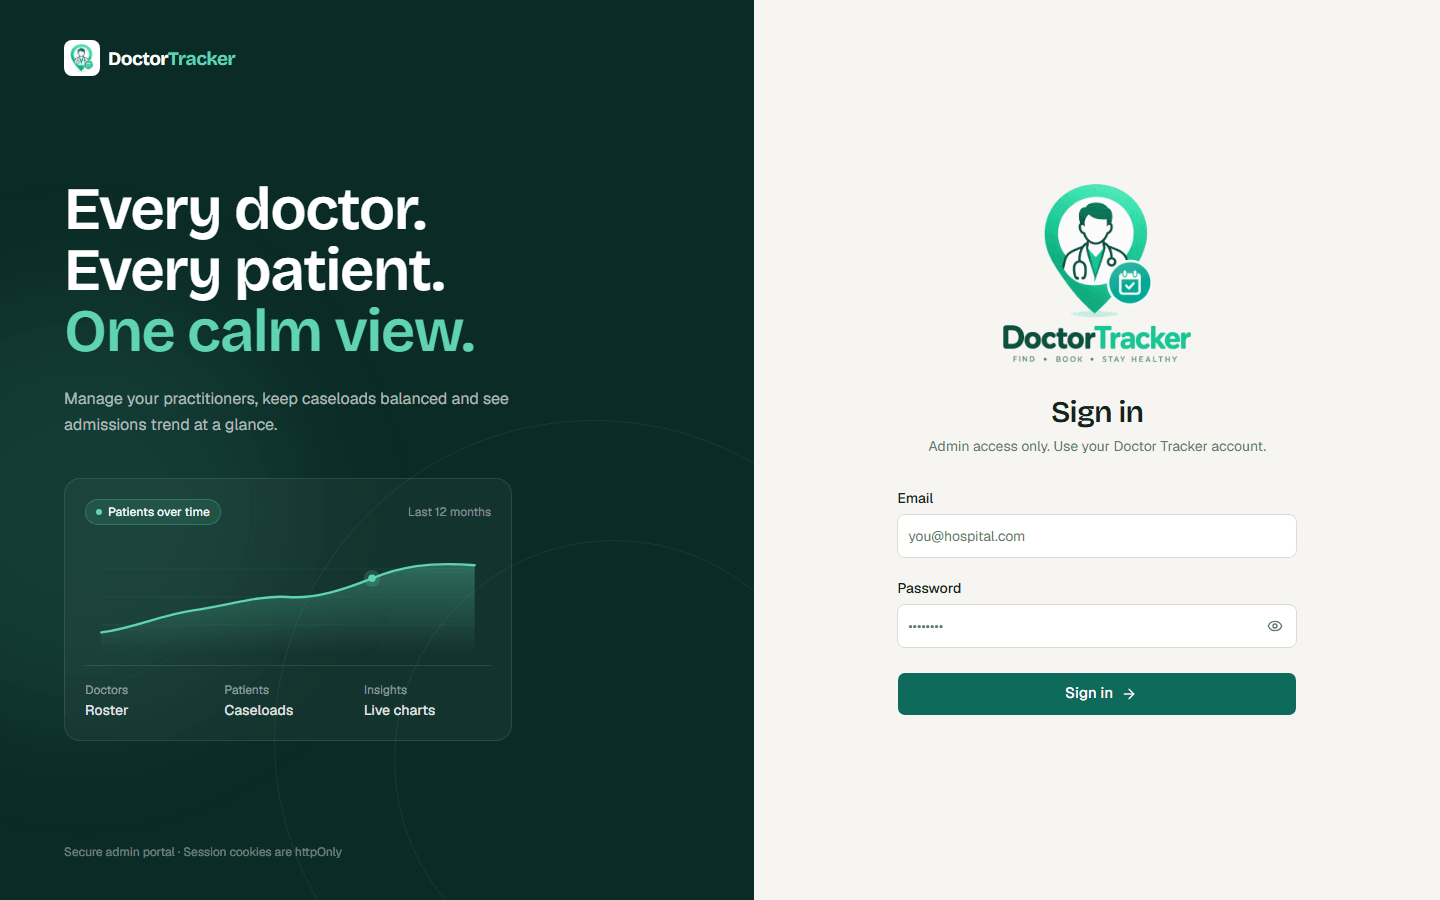 DoctorTracker
Every doctor.
Every patient.
One calm view.
Manage your practitioners, keep caseloads balanced and see
admissions trend at a glance.
Patients over time
Last 12 months
Doctors
Roster
Patients
Caseloads
Insights
Live charts
Secure admin portal · Session cookies are httpOnly
DoctorTracker
FIND • BOOK • STAY HEALTHY
Sign in
Admin access only. Use your Doctor Tracker account.
Email
you@hospital.com
Password
••••••••
Sign in →